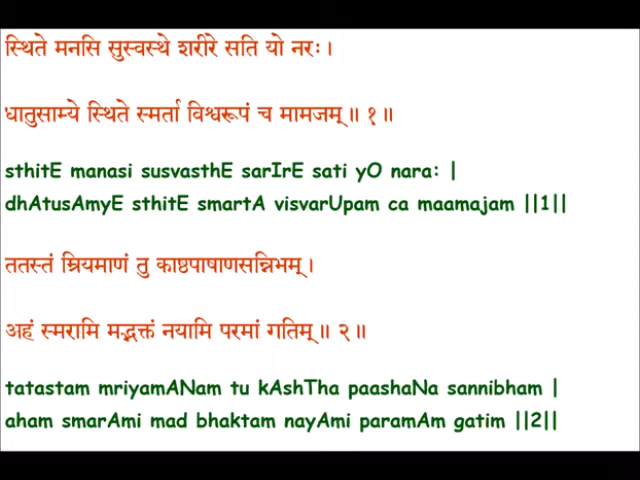 स्थिते मनसि सुस्वस्थे शरीरे सति यो नरः ।
धातुसाम्ये स्थिते स्मर्ता विश्वरूपं च मामजम् ॥ १ ॥
sthitE manasi susvasthE sarIrE sati yO nara: |
dhAtusAmyE sthitE smartA visvarUpam ca maamajam ||1||
ततस्तं म्रियमाणं तु काष्ठपाषाणसन्निभम् ।
अहं स्मरामि मद्भक्तं नयामि परमां गतिम् ॥ २ ॥
tatastam mriyamANam tu kAshTha paashaNa sannibham |
aham smarAmi mad bhaktam nayAmi paramAm gatim ||2||